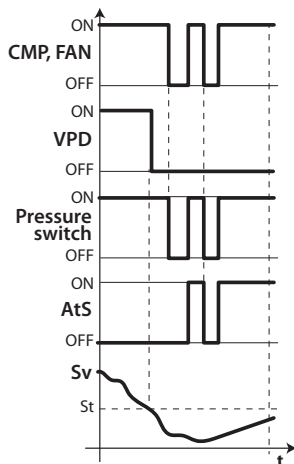 ON
CMP, FAN
OFF
ON
VPD
OFF
ON
Pressure
switch
OFF
ON
AtS
OFF
Sv
St
t